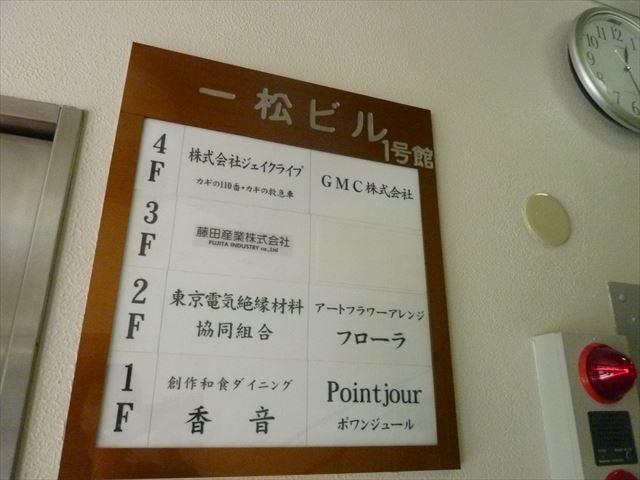 一松ビル
1号館
4F
株式会社ジェイクライブ
カギの110番・カギの救急車
GMC株式会社
3F
藤田産業株式会社
FUJITA INDUSTRY co.,Ltd
2F
東京電気絶縁材料
協同組合
アートフラワーアレンジ
フローラ
1F
創作和食ダイニング
香音
Pointjour
ポワンジュール